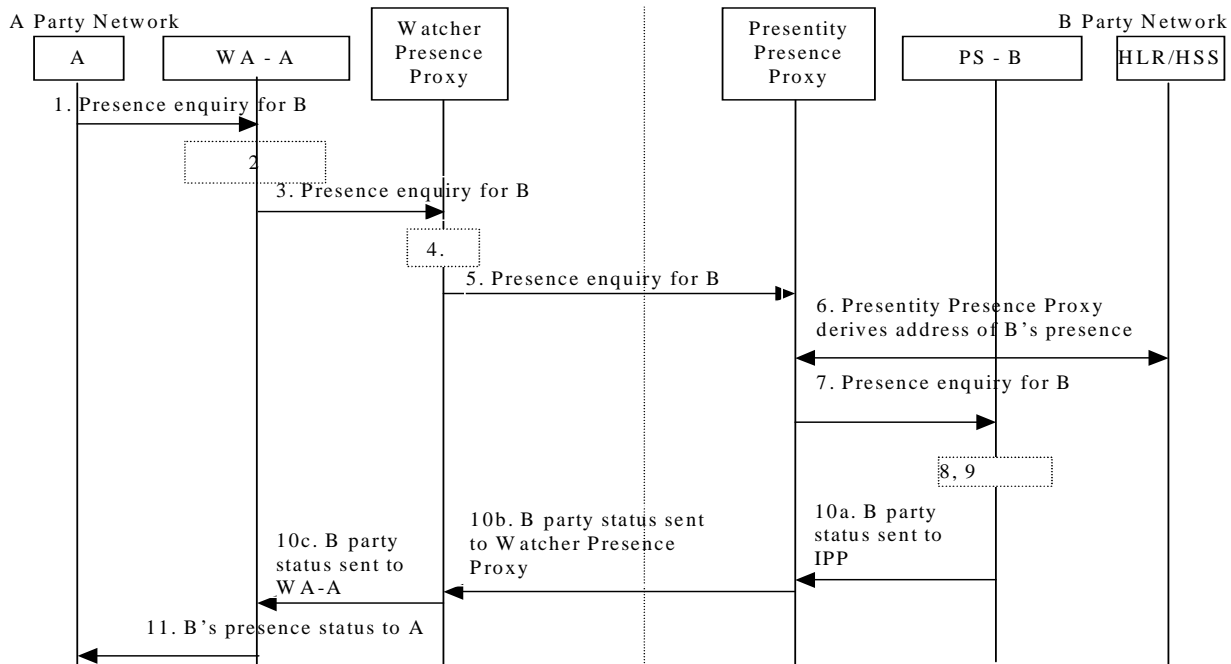 A Party Network
B Party Network
A
WA - A
Watcher
Presence
Proxy
Presentity
Presence
Proxy
PS - B
HLR/HSS
1. Presence enquiry for B
2
3. Presence enquiry for B
4.
5. Presence enquiry for B
6. Presentity Presence Proxy
derives address of B’s presence
7. Presence enquiry for B
8, 9
10a. B party
status sent to
IPP
10b. B party status sent
to Watcher Presence
Proxy
10c. B party
status sent to
WA-A
11. B’s presence status to A